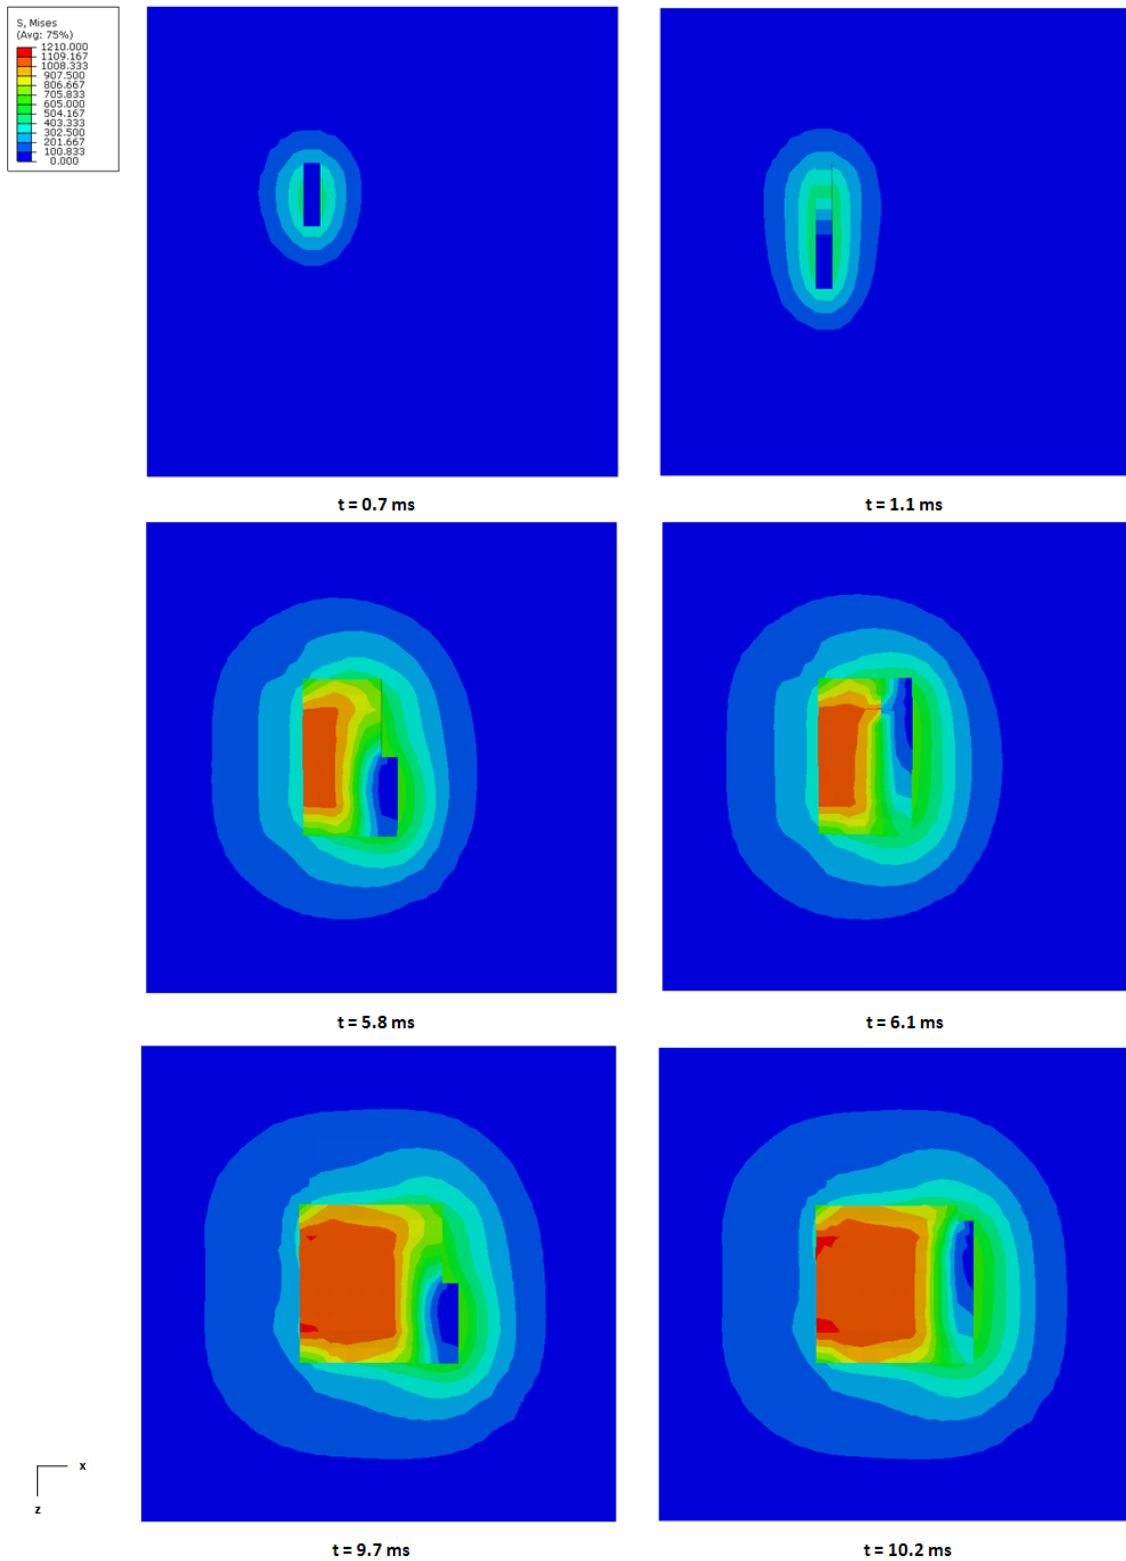 S, Mises
(Avg: 75%)
1210.000
1109.167
1008.333
907.500
806.667
705.833
605.000
504.167
403.333
302.500
201.667
100.833
0.000
t = 0.7 ms
t = 1.1 ms
t = 5.8 ms
t = 6.1 ms
x
z
t = 9.7 ms
t = 10.2 ms